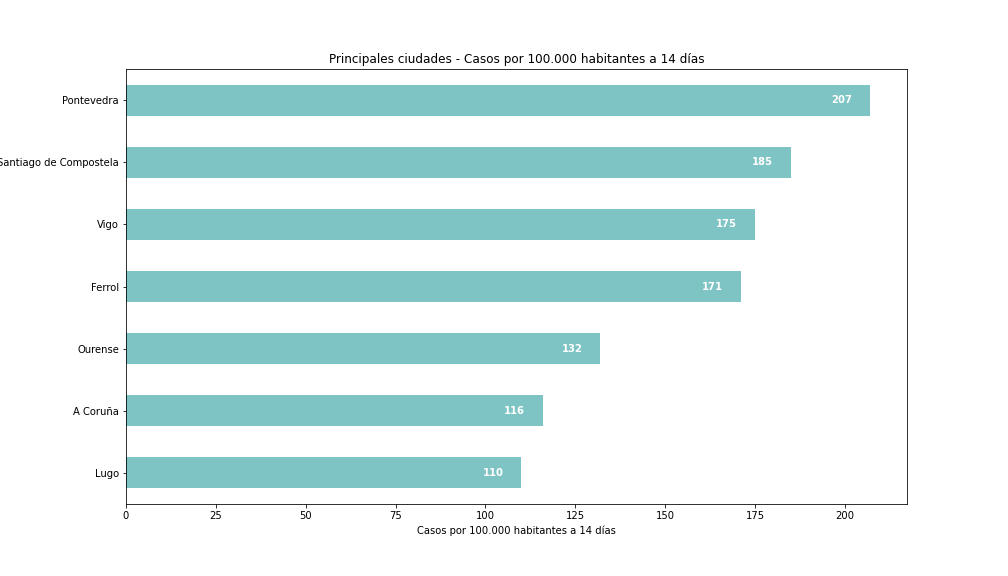 Principales ciudades - Casos por 100.000 habitantes a 14 días
Pontevedra 207
Santiago de Compostela 185
Vigo 175
Ferrol 171
Ourense 132
A Coruña 116
Lugo 110
0 25 50 75 100 125 150 175 200
Casos por 100.000 habitantes a 14 días